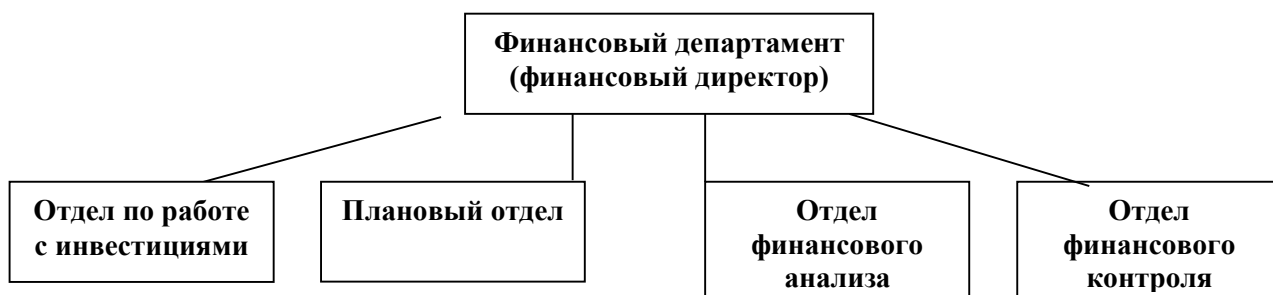 Финансовый департамент
(финансовый директор)
Отдел по работе
с инвестициями
Плановый отдел
Отдел
финансового
анализа
Отдел
финансового
контроля